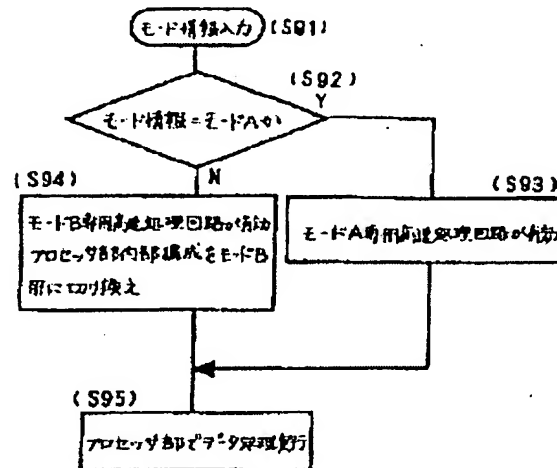 モード情報入力 (S91)
(S92)
Y
モード情報=モードAか
(S94) N
(S93)
モードB専用高速処理回路が有効
プロセッサ部内部構成をモードB
用に切り換え
モードA専用高速処理回路が有効
(S95)
プロセッサ部でデータ処理実行